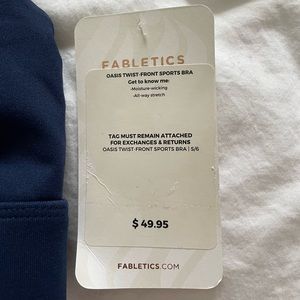 FABLETICS
OASIS TWIST-FRONT SPORTS BRA
Get to know me:
-Moisture-wicking
-All-way stretch
TAG MUST REMAIN ATTACHED
FOR EXCHANGES & RETURNS
OASIS TWIST-FRONT SPORTS BRA | S/6
$ 49.95
FABLETICS.COM